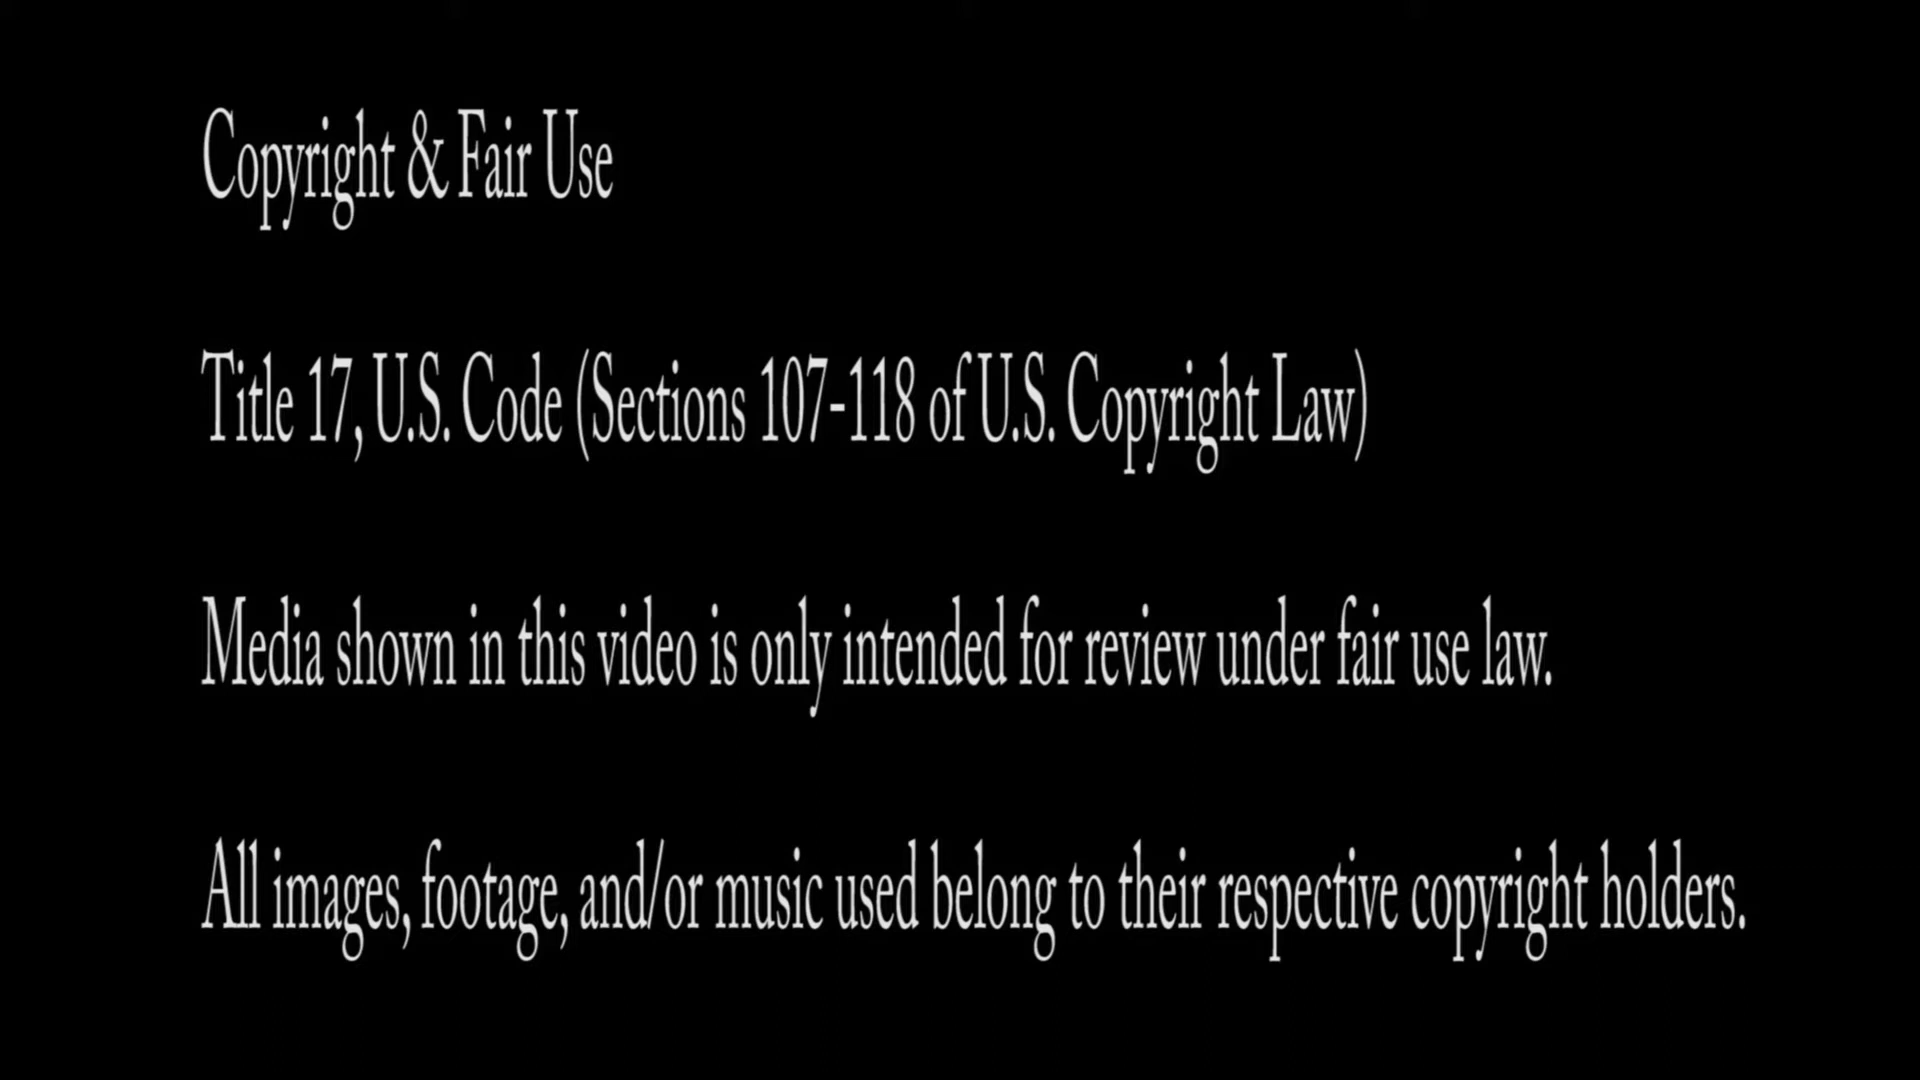 Copyright & Fair Use
Title 17, U.S. Code (Sections 107-118 of U.S. Copyright Law)
Media shown in this video is only intended for review under fair use law.
All images, footage, and/or music used belong to their respective copyright holders.